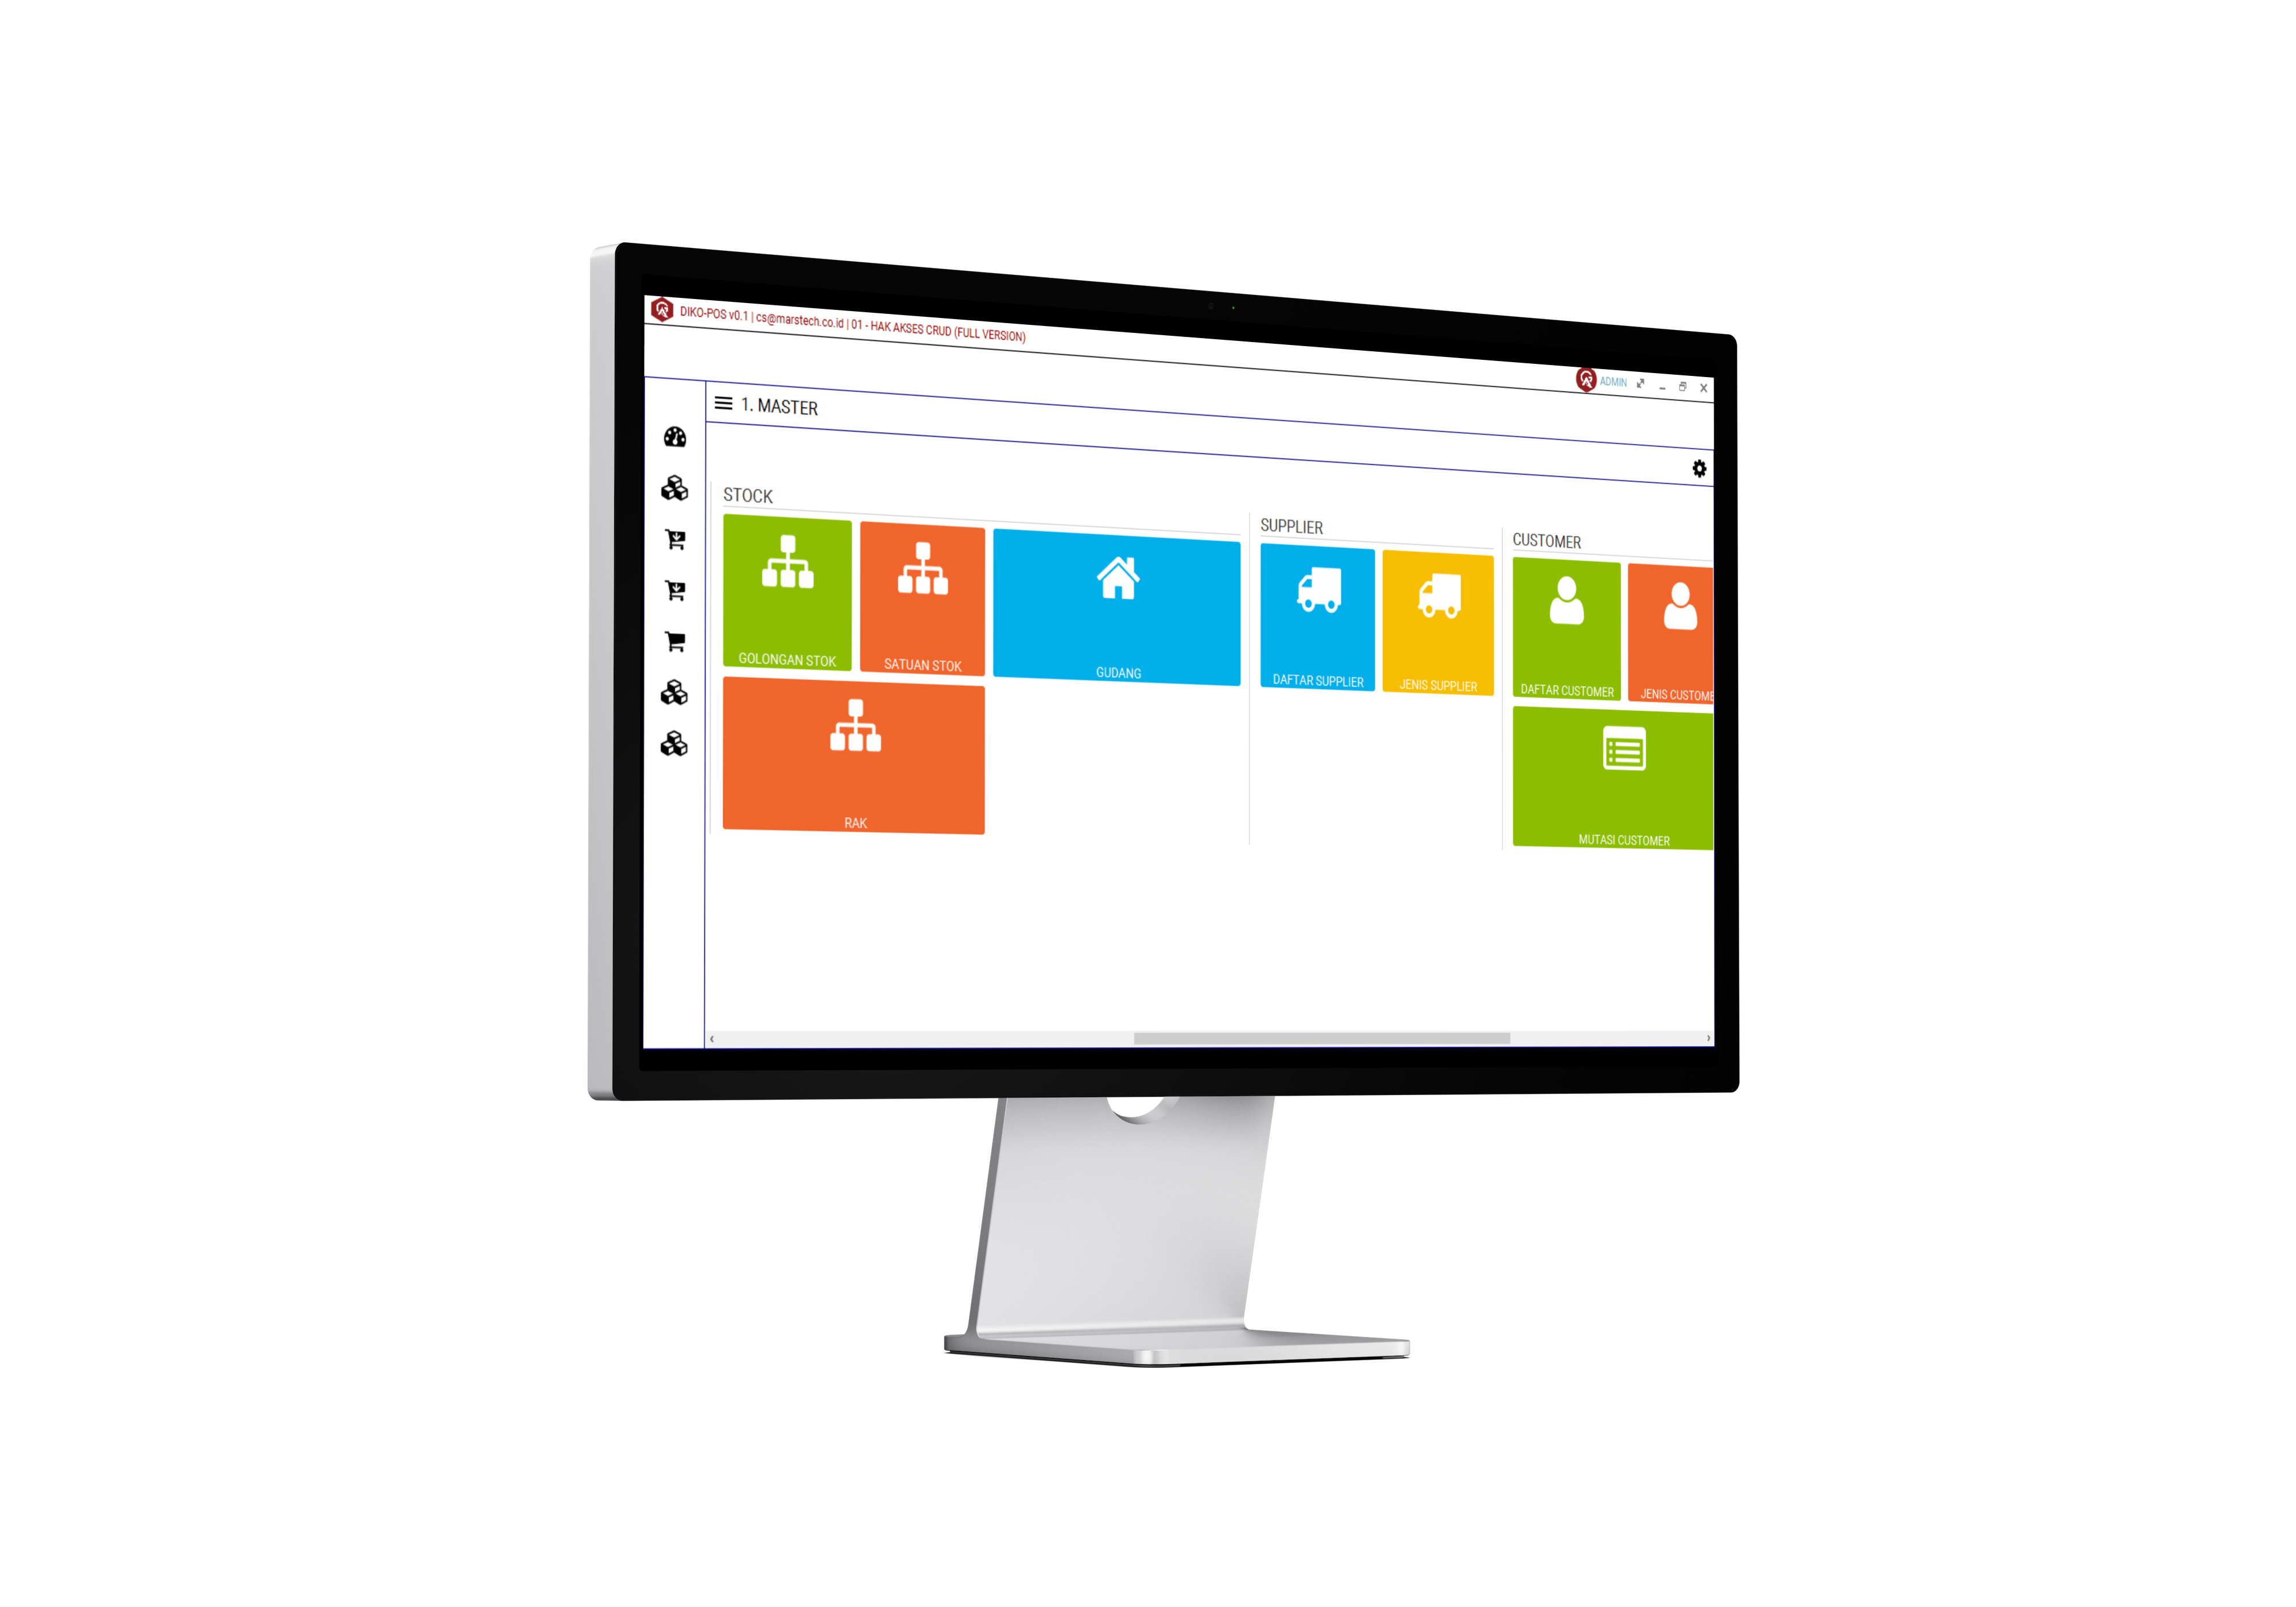 DIKO-POS v0.1 | cs@marstech.co.id | 01 - HAK AKSES CRUD (FULL VERSION)
ADMIN
1. MASTER
STOCK
SUPPLIER
CUSTOMER
GOLONGAN STOK
SATUAN STOK
GUDANG
DAFTAR SUPPLIER
JENIS SUPPLIER
DAFTAR CUSTOMER
JENIS CUSTOME
RAK
MUTASI CUSTOMER